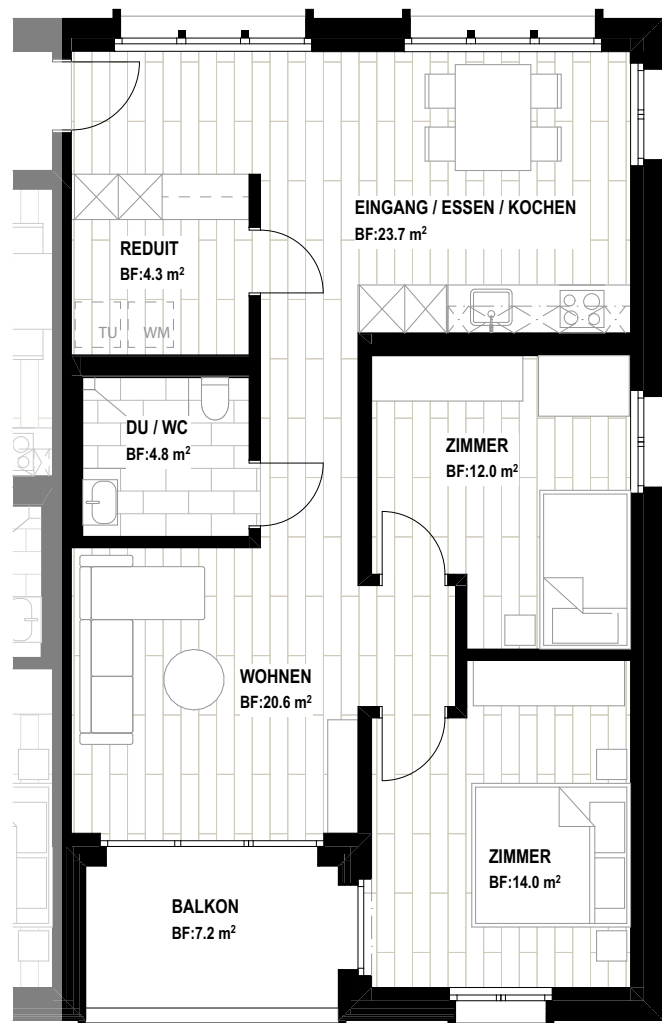 EINGANG / ESSEN / KOCHEN
BF:23.7 m²
REDUIT
BF:4.3 m²
TU WM
DU / WC
BF:4.8 m²
ZIMMER
BF:12.0 m²
WOHNEN
BF:20.6 m²
ZIMMER
BF:14.0 m²
BALKON
BF:7.2 m²